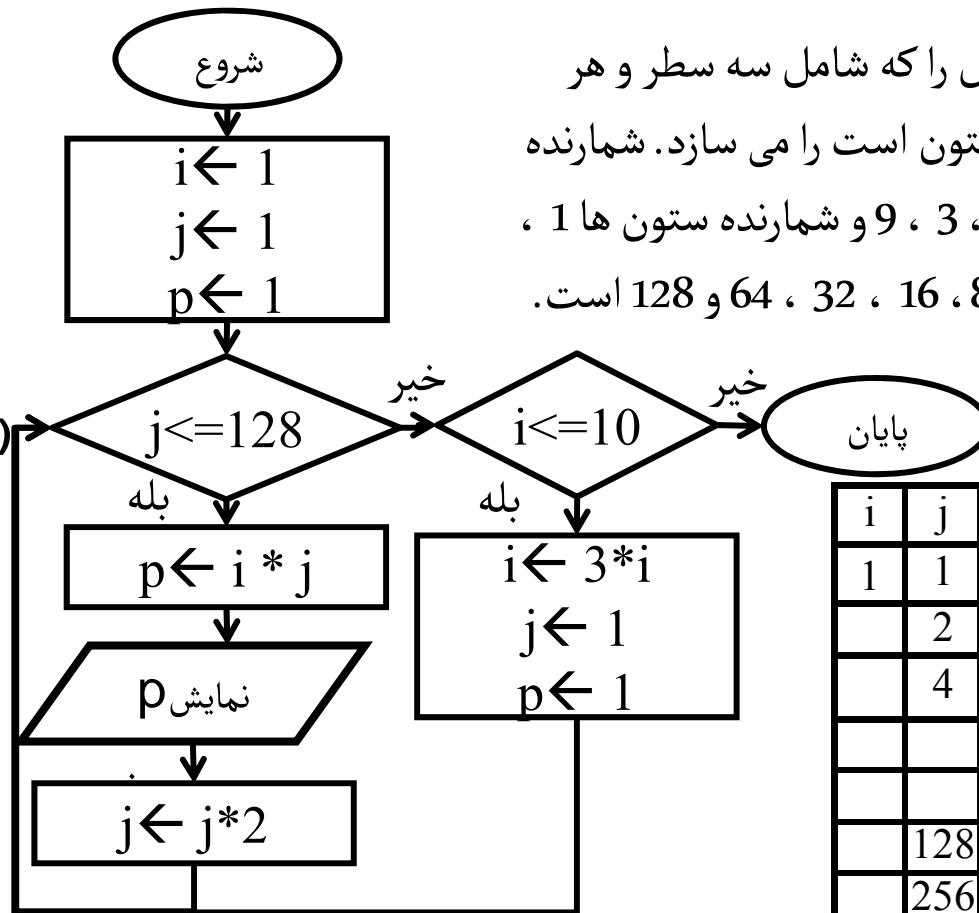 شروع
را که شامل سه سطر و هر
ستون است را می سازد. شمارنده
، 3 ، 9 و شمارنده ستون ها 1 ،
8 ، 16 ، 32 ، 64 و 128 است.
i← 1
j← 1
p← 1
j<=128
خیر
i<=10
خیر
پایان
بله
بله
p← i * j
i← 3*i
j← 1
p← 1
نمایش p
j← j*2
i j
1 1
2
4
128
256